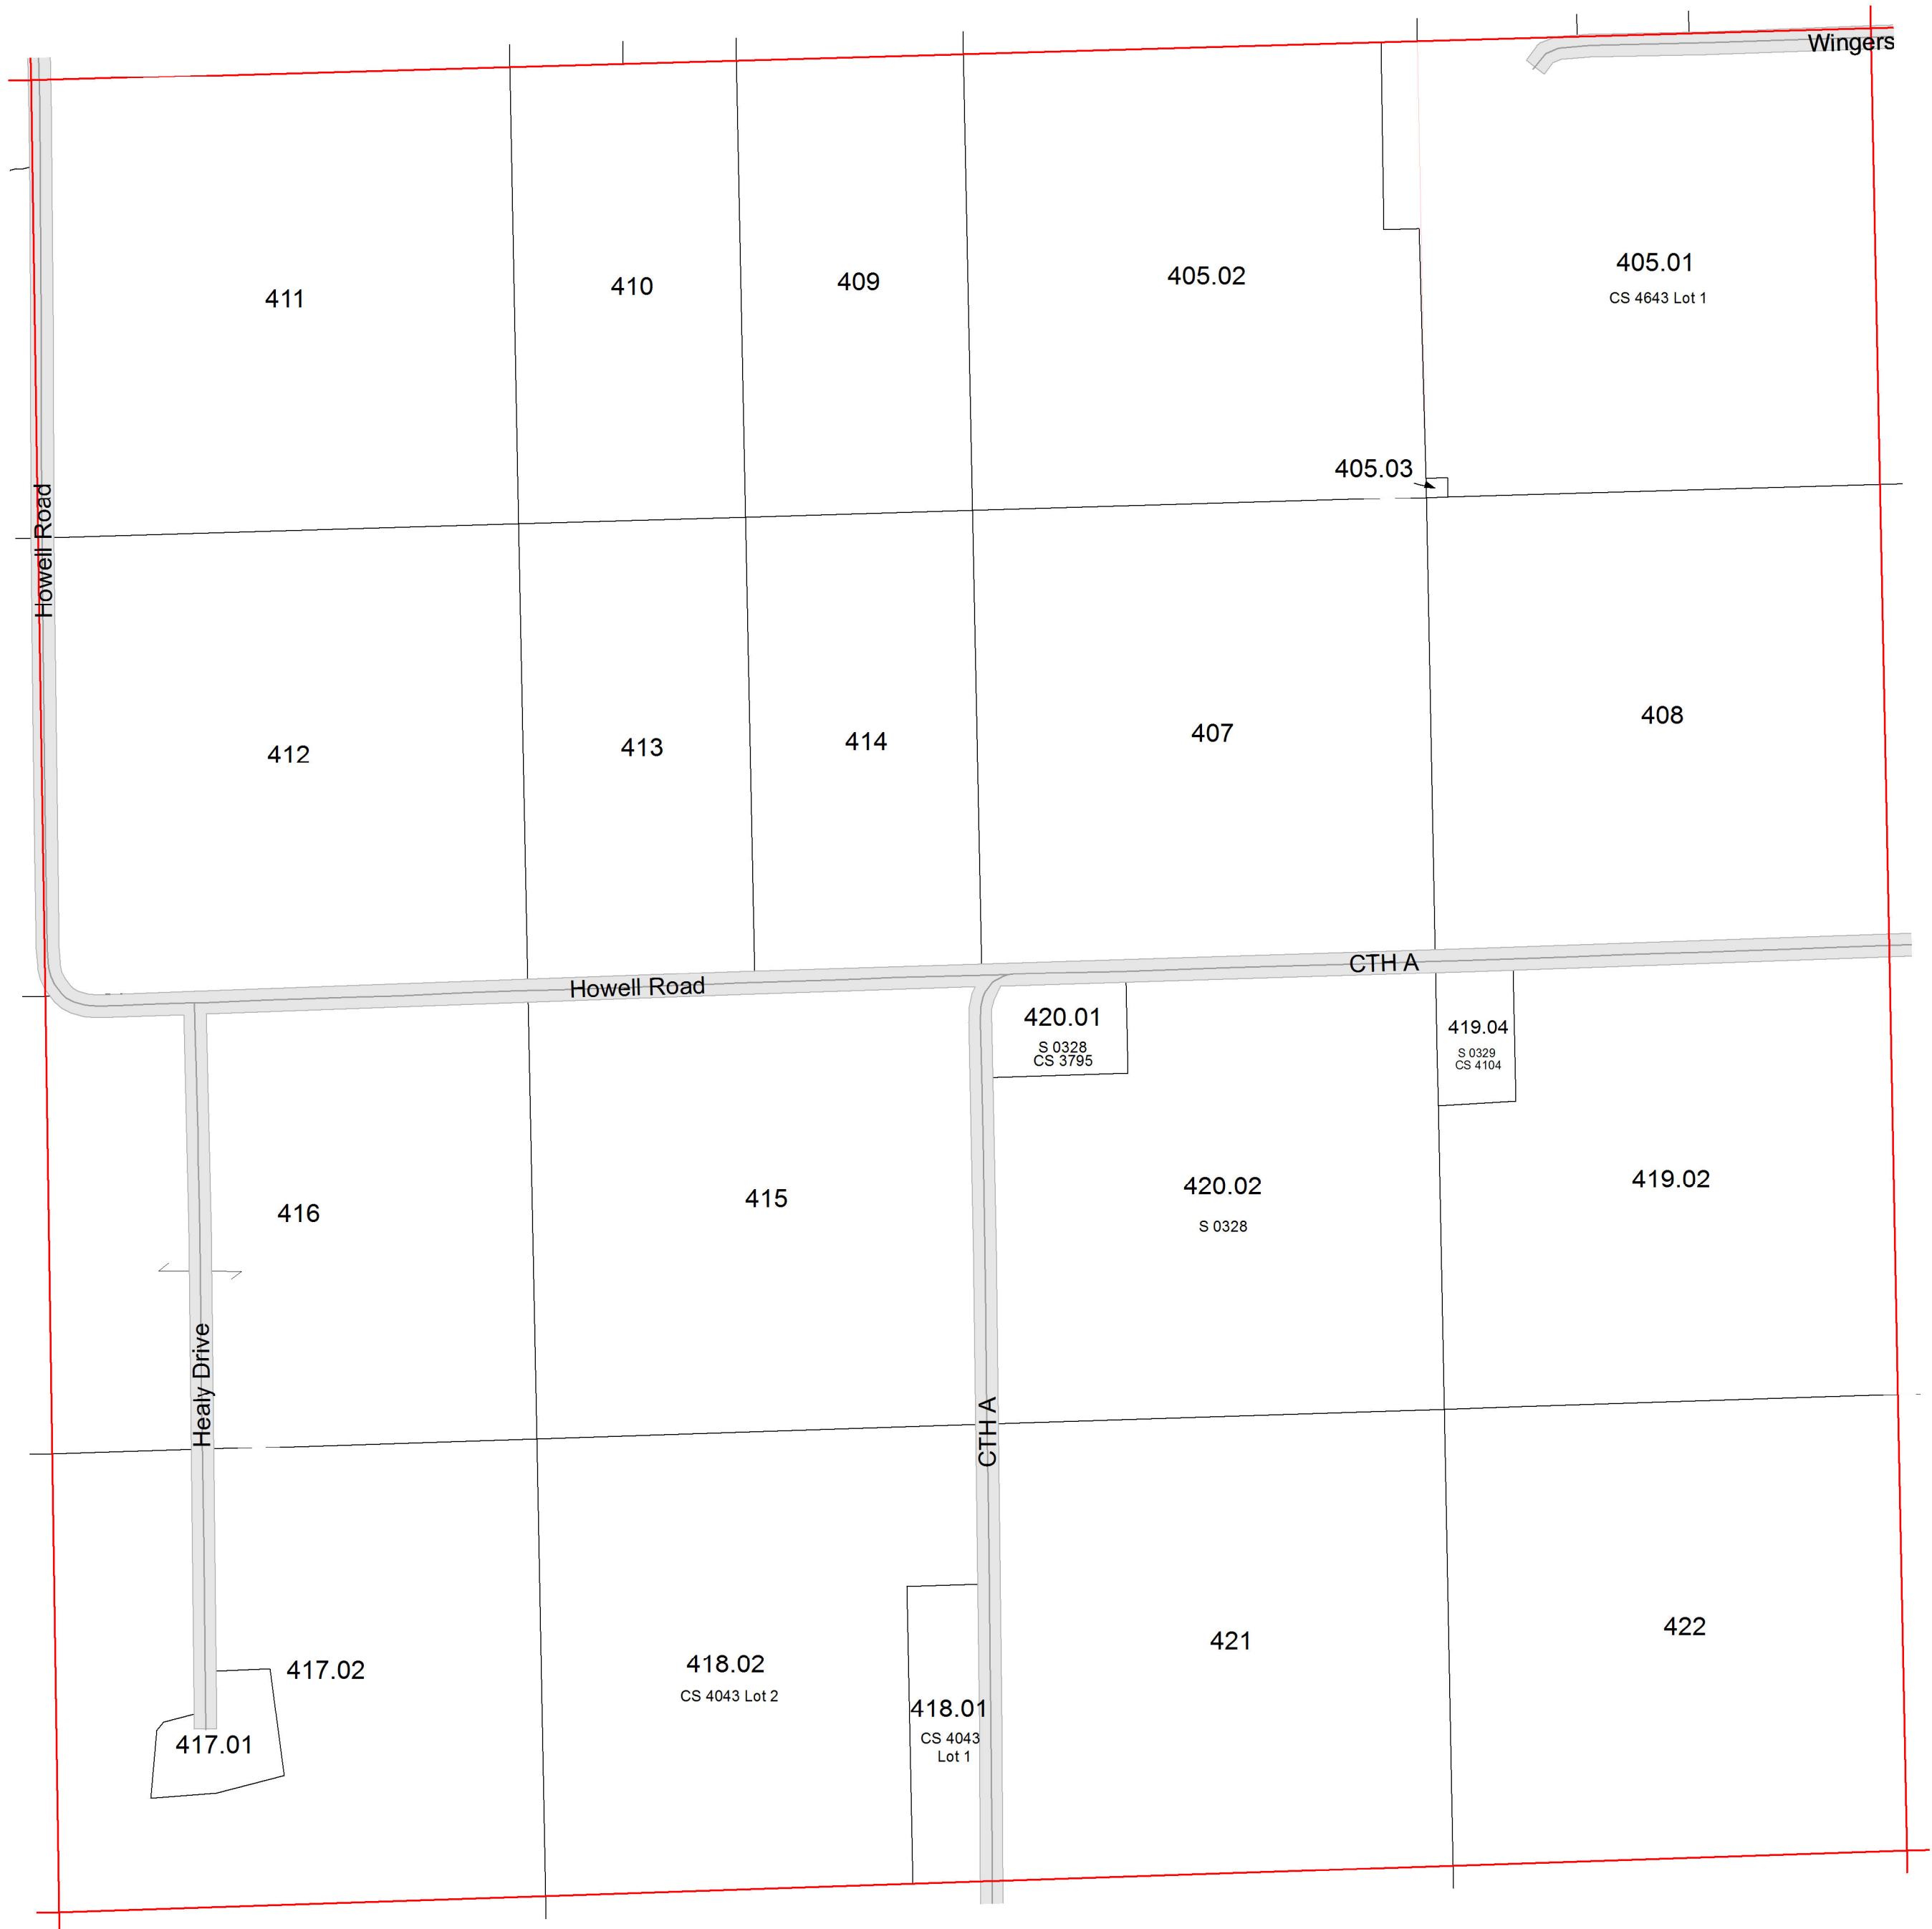 Wingers
411
410
409
405.02
405.01
CS 4643 Lot 1
405.03
Howell Road
412
413
414
407
408
Howell Road
CTH A
420.01
S 0328
CS 3795
419.04
S 0329
CS 4104
416
415
420.02
S 0328
419.02
Healy Drive
CTH A
417.02
417.01
418.02
CS 4043 Lot 2
418.01
CS 4043
Lot 1
421
422